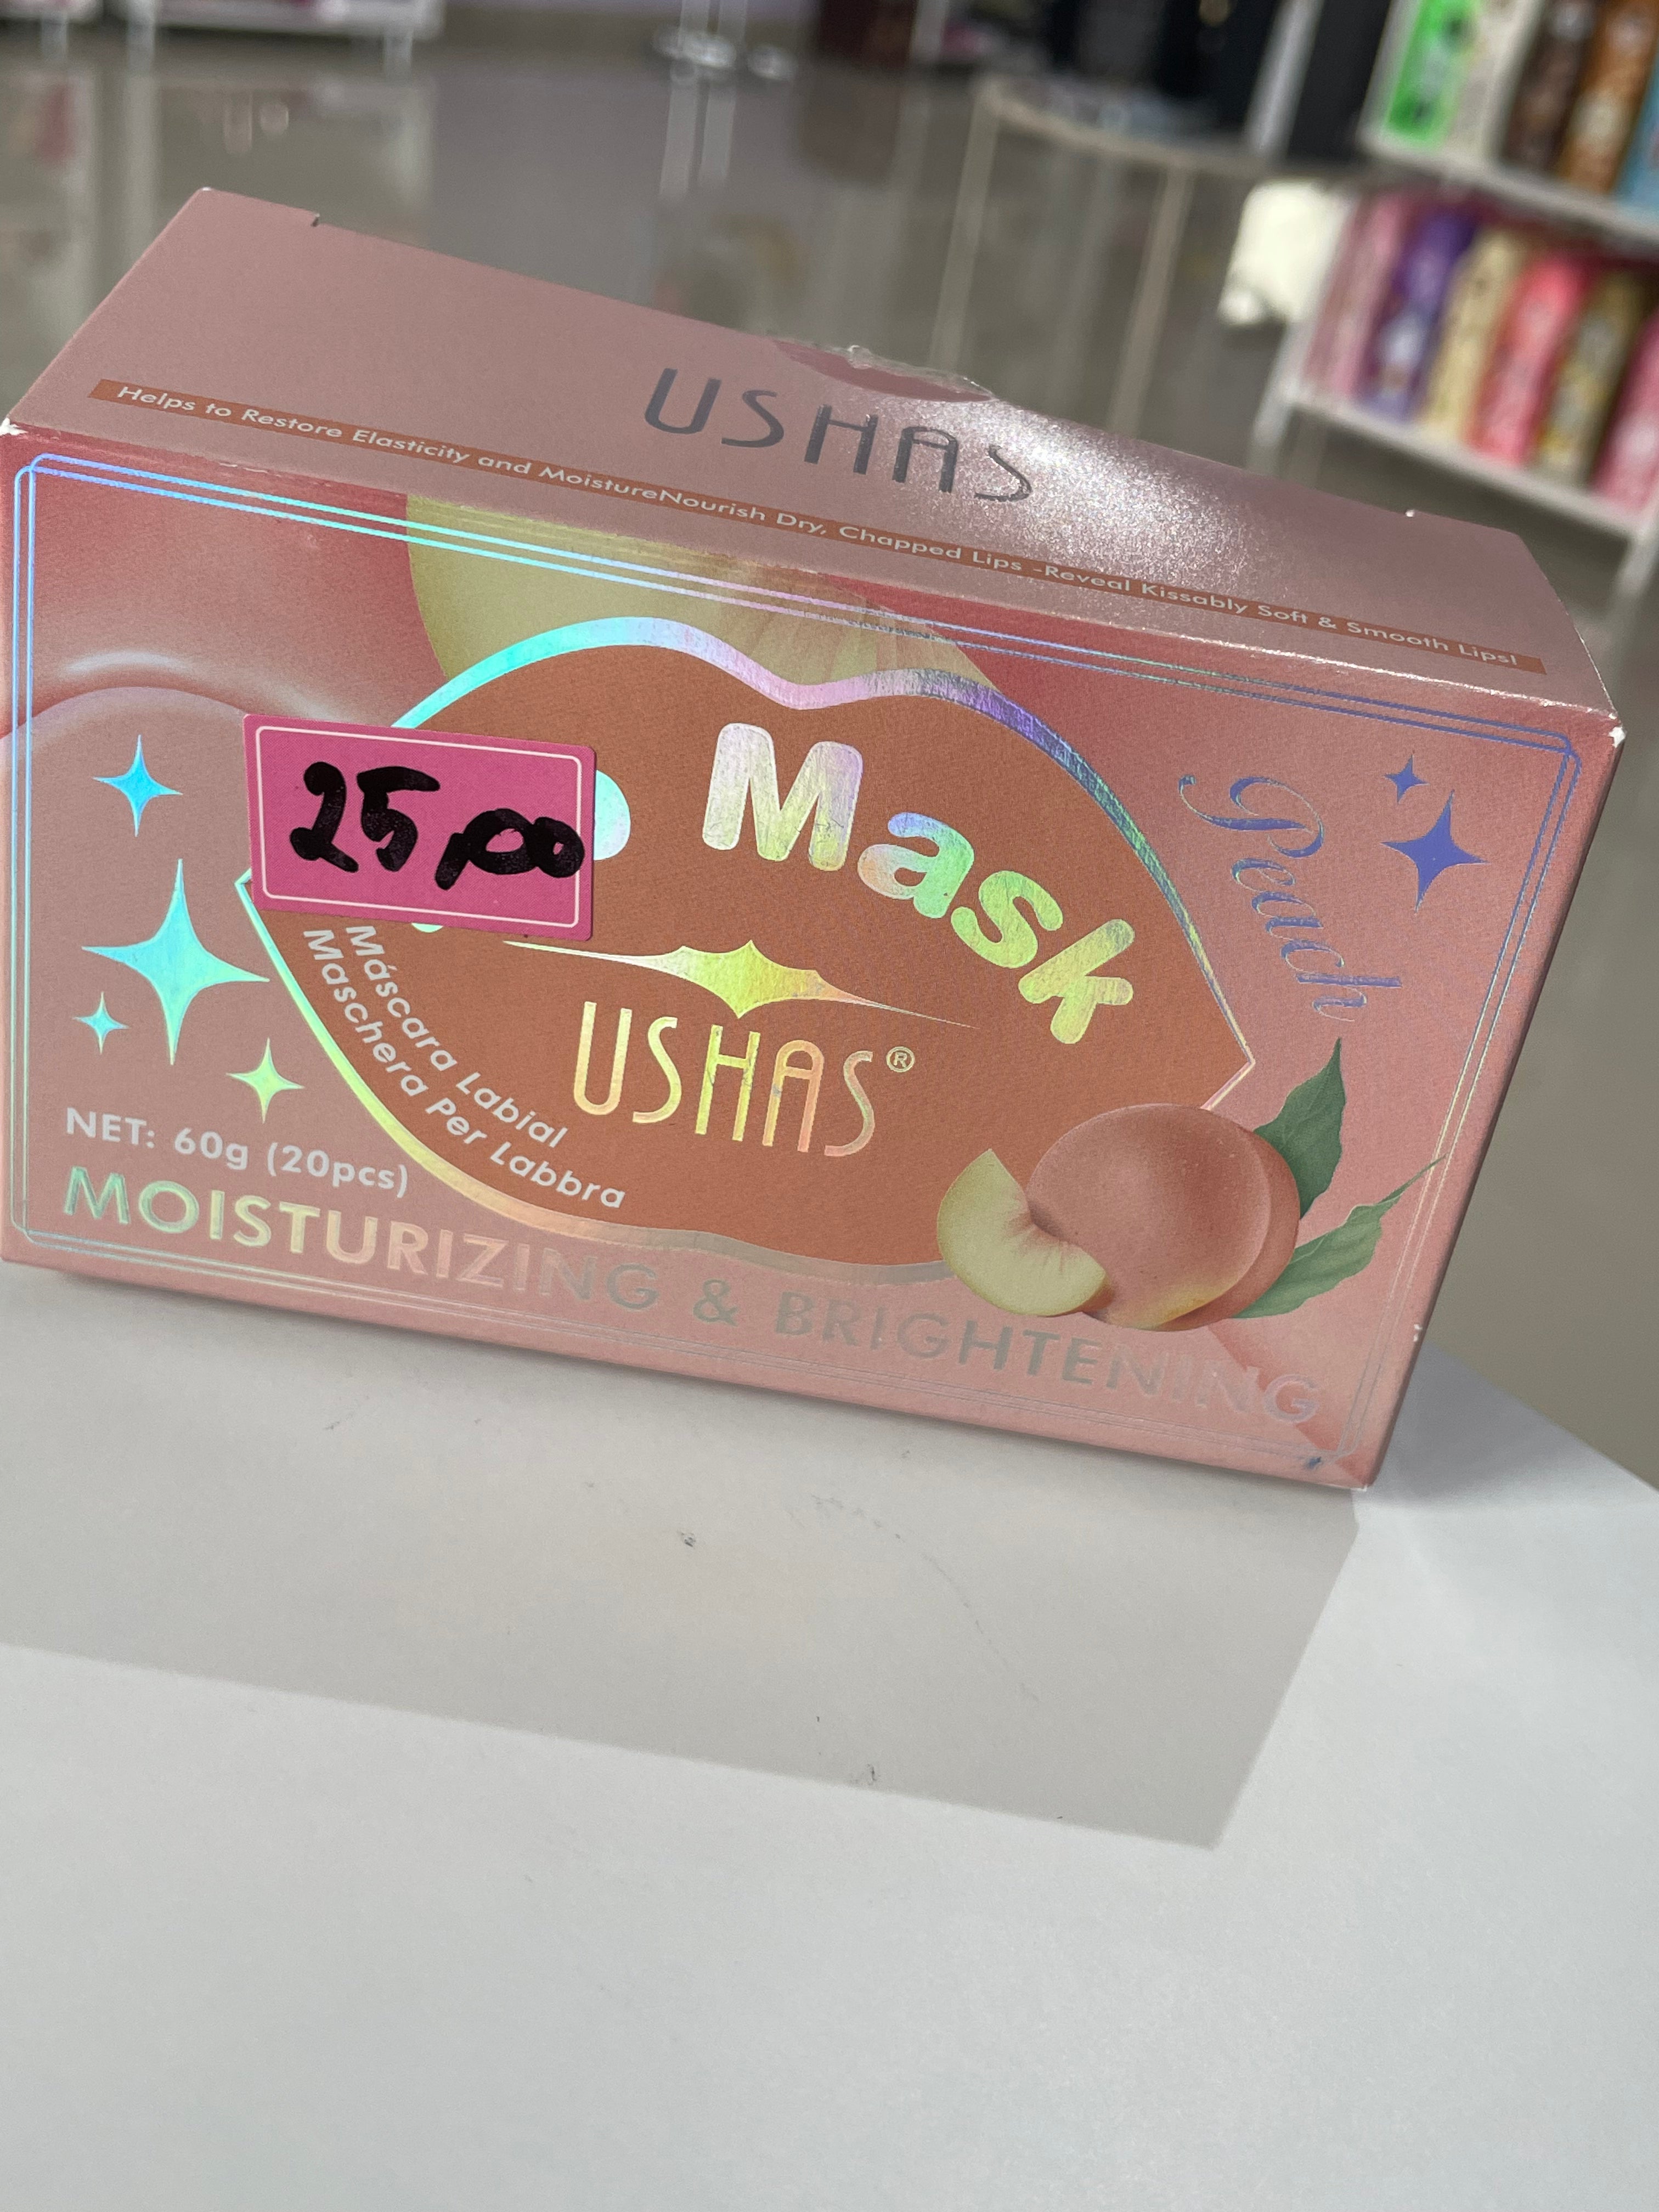 USHAS
Helps to Restore Elasticity and MoistureNourish Dry, Chapped Lips -Reveal Kissably Soft & Smooth Lips!
25,00
Mask
Peach
USHAS®
Máscara Labial
Maschera Per Labbra
NET: 60g (20pcs)
MOISTURIZING & BRIGHTENING